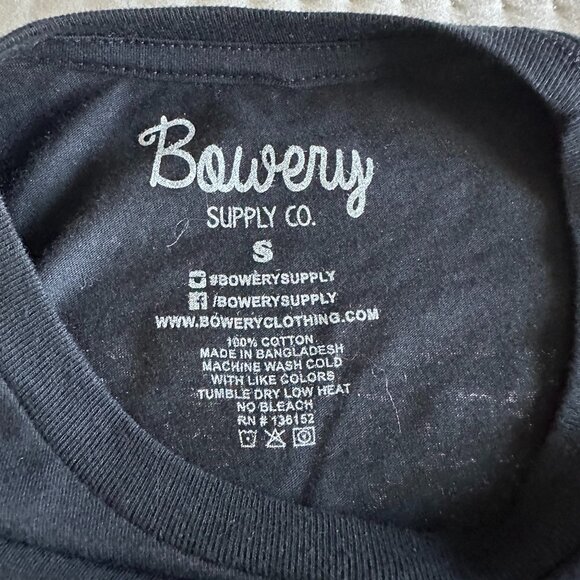 Bowery
SUPPLY CO.
S
#BOWERYSUPPLY
/BOWERYSUPPLY
WWW.BOWERYCLOTHING.COM
100% COTTON
MADE IN BANGLADESH
MACHINE WASH COLD
WITH LIKE COLORS
TUMBLE DRY LOW HEAT
NO BLEACH
RN # 136152